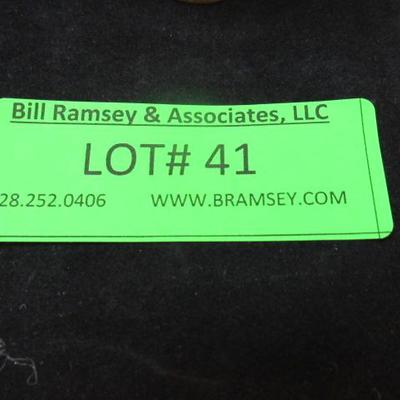 Bill Ramsey & Associates, LLC
LOT# 41
28.252.0406 WWW.BRAMSEY.COM